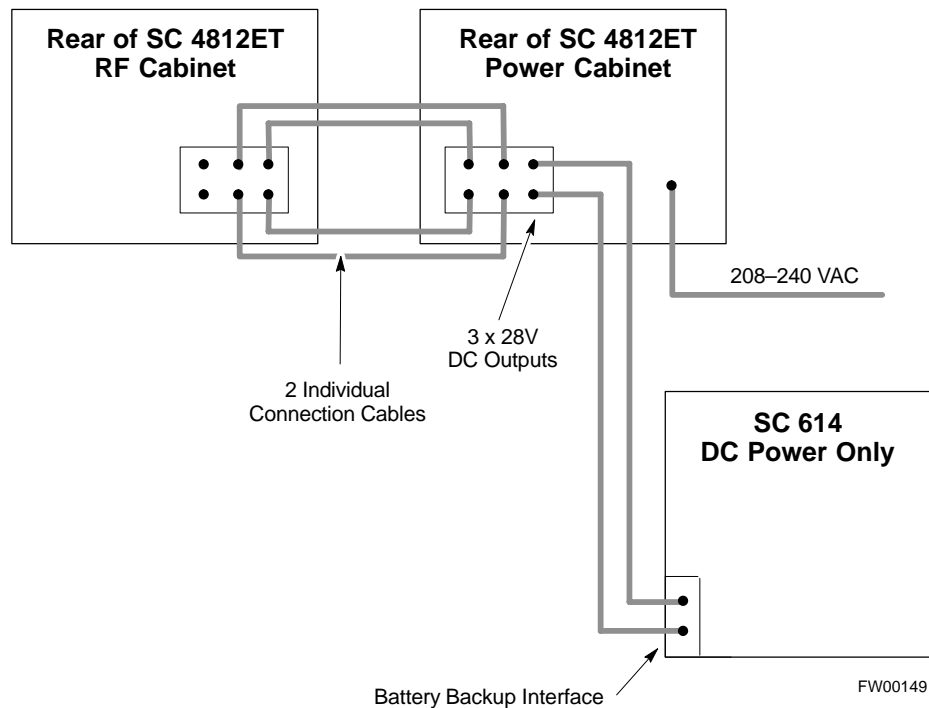 Rear of SC 4812ET
RF Cabinet
Rear of SC 4812ET
Power Cabinet
208–240 VAC
3 x 28V
DC Outputs
2 Individual
Connection Cables
SC 614
DC Power Only
Battery Backup Interface
FW00149